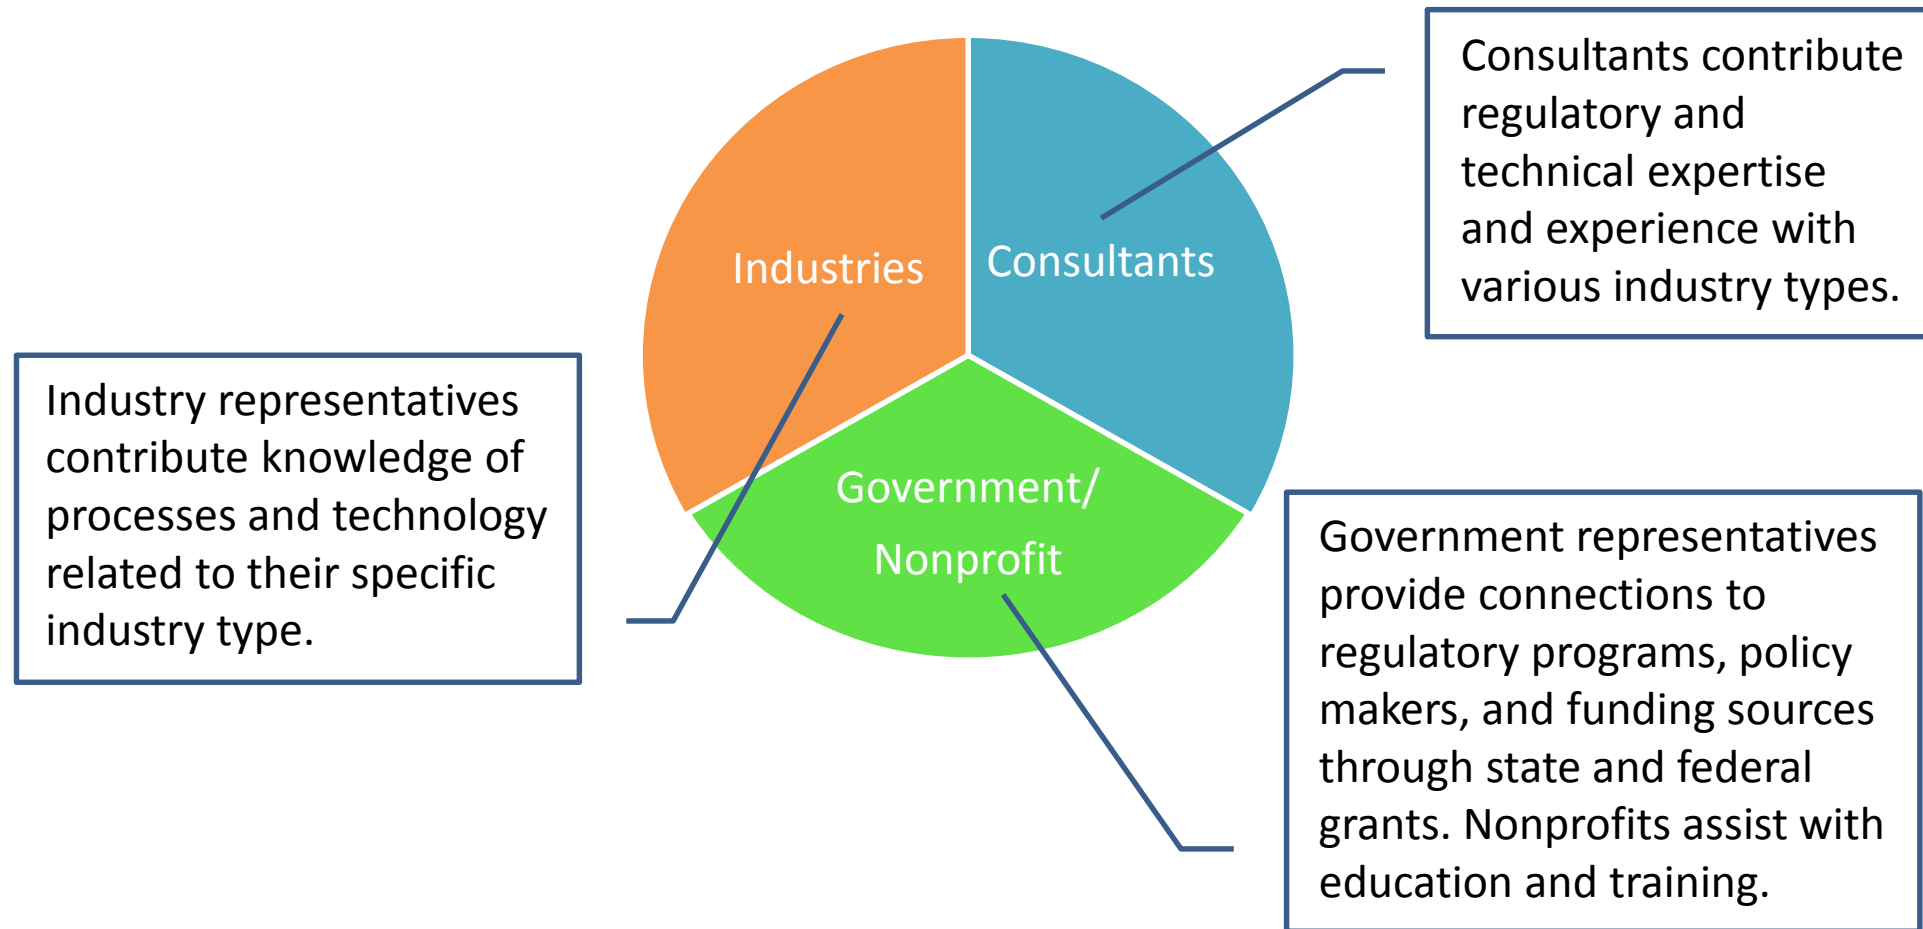 Industries
Consultants
Government/
Nonprofit
Consultants contribute
regulatory and
technical expertise
and experience with
various industry types.
Industry representatives
contribute knowledge of
processes and technology
related to their specific
industry type.
Government representatives
provide connections to
regulatory programs, policy
makers, and funding sources
through state and federal
grants. Nonprofits assist with
education and training.